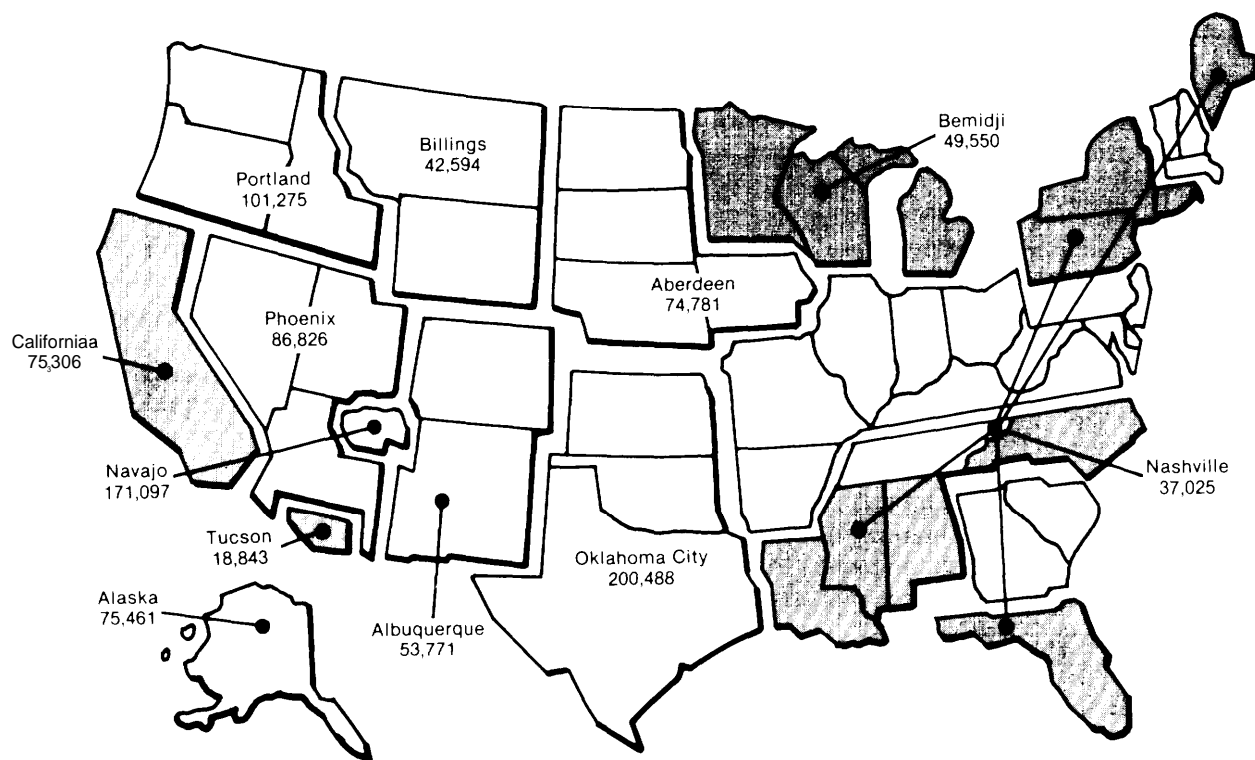 Bemidji
49,550
Billings
42,594
Portland
101,275
Aberdeen
74,781
Phoenix
86,826
Californiaa
75,306
Navajo
171,097
Nashville
37,025
Tucson
18,843
Oklahoma City
200,488
Alaska
75,461
Albuquerque
53,771